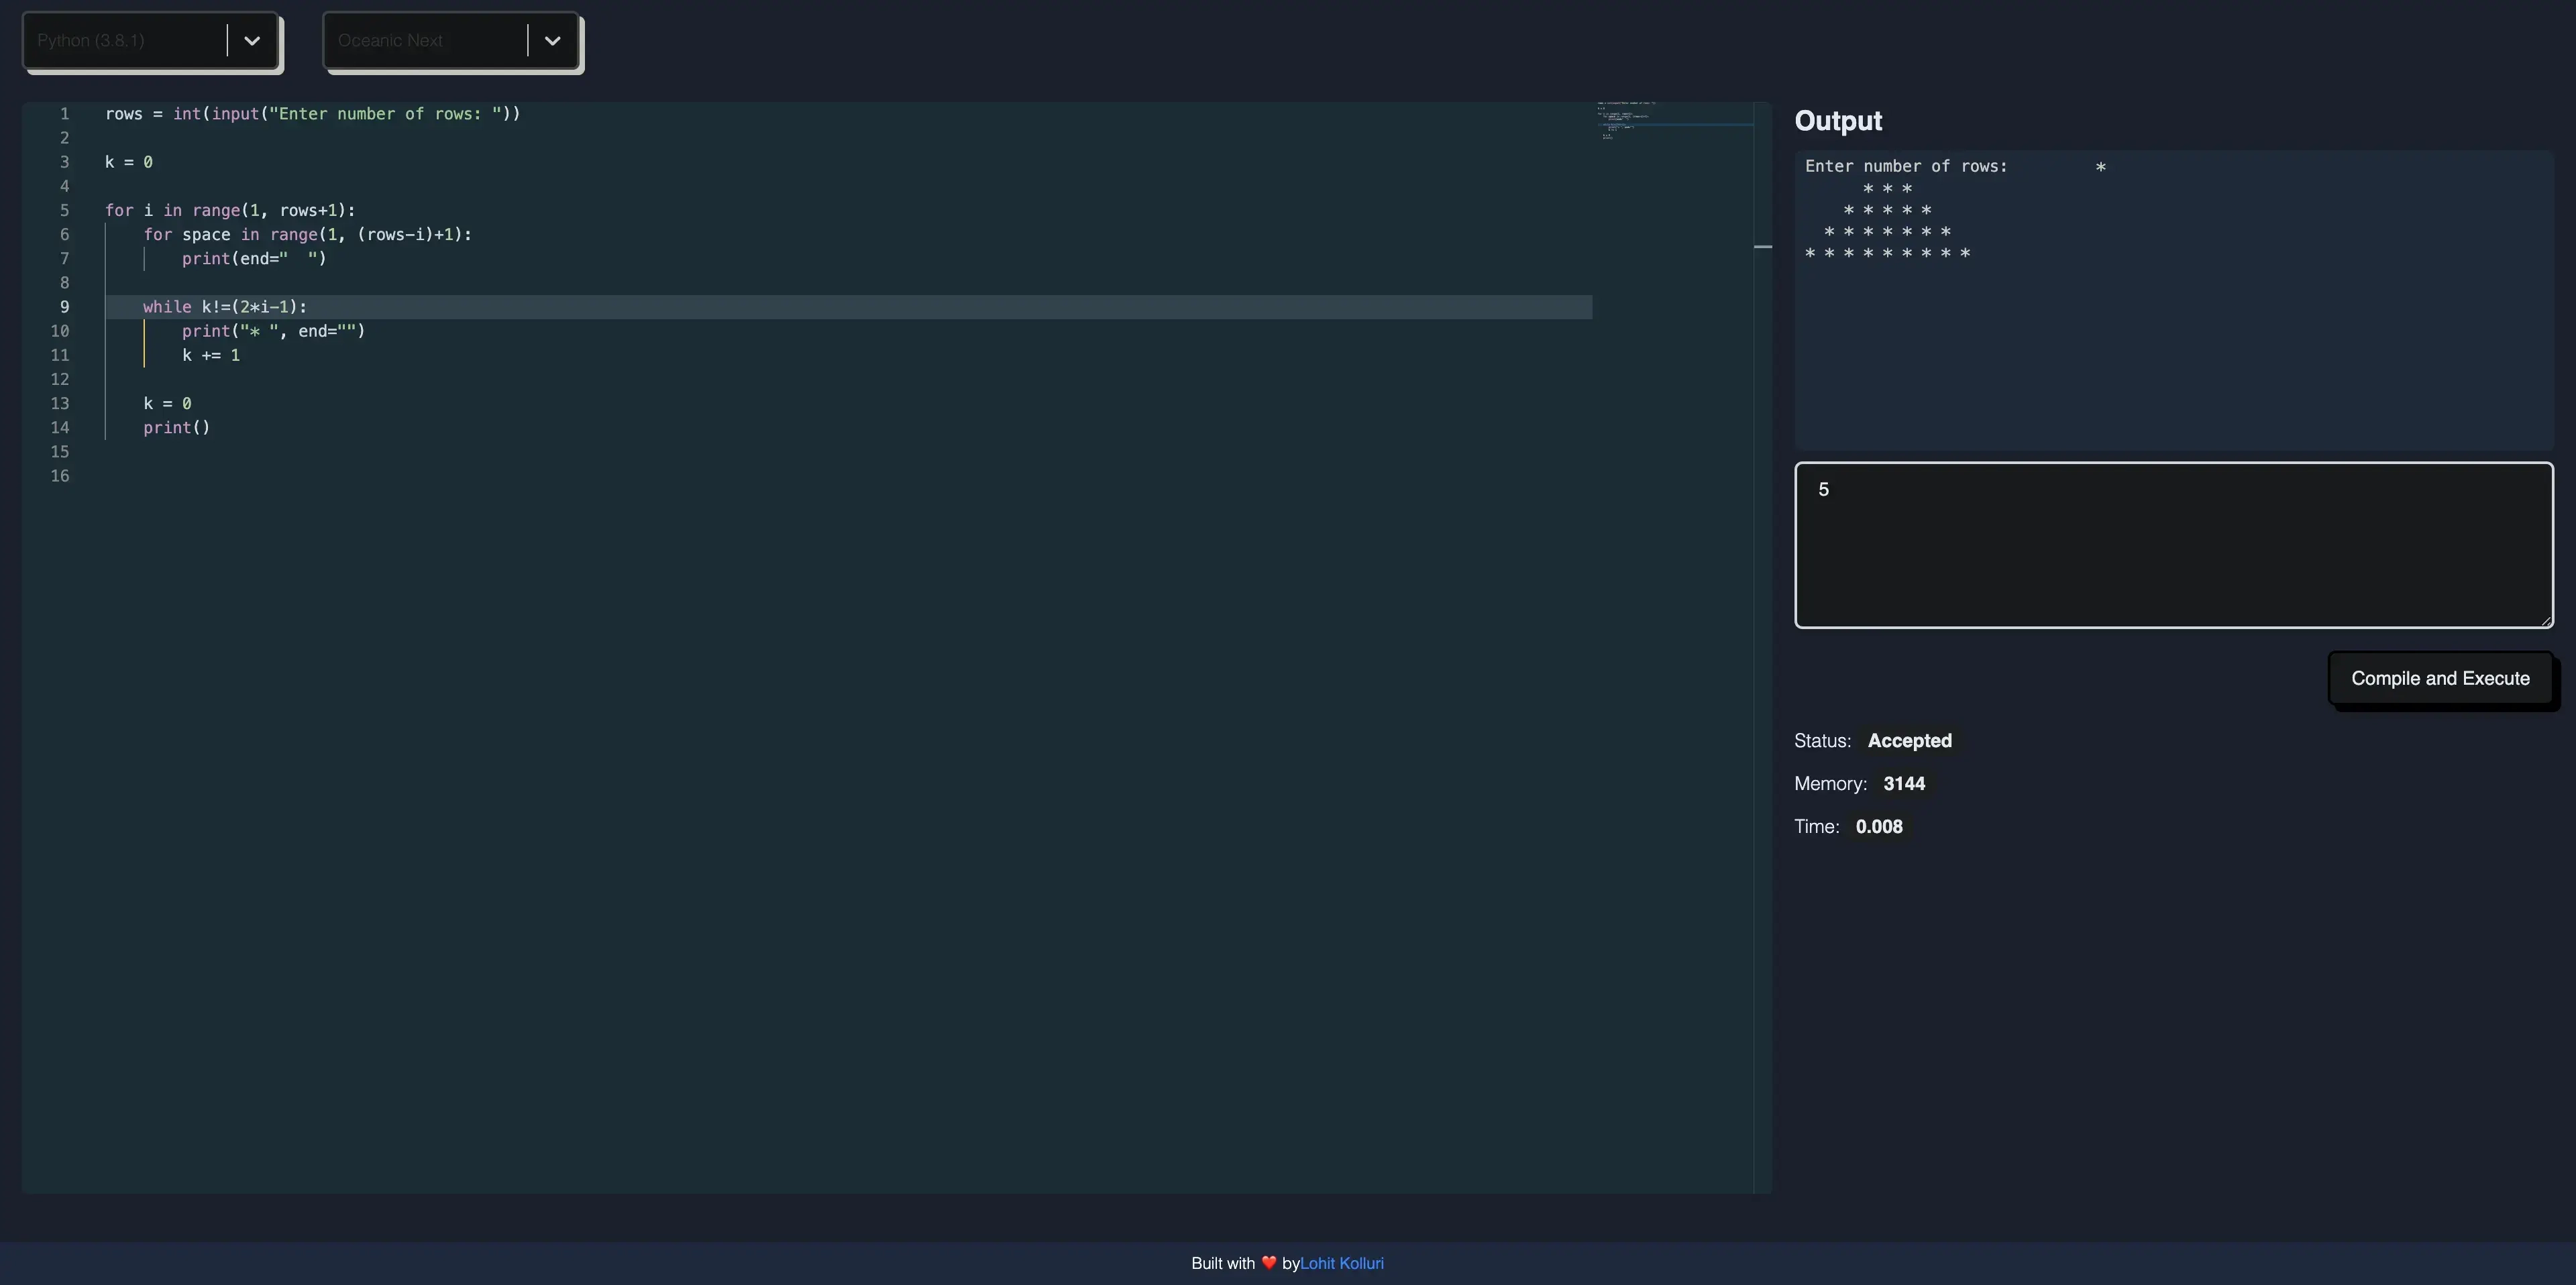 Python (3.8.1)
Oceanic Next
1 rows = int(input("Enter number of rows: "))
2
3 k = 0
4
5 for i in range(1, rows+1):
6     for space in range(1, (rows-i)+1):
7         print(end="  ")
8
9     while k!=(2*i-1):
10         print("* ", end="")
11         k += 1
12
13     k = 0
14     print()
15
16
Output
Enter number of rows:         *
      * * *
    * * * * *
  * * * * * * *
* * * * * * * * *
5
Compile and Execute
Status: Accepted
Memory: 3144
Time: 0.008
Built with ❤️ byLohit Kolluri